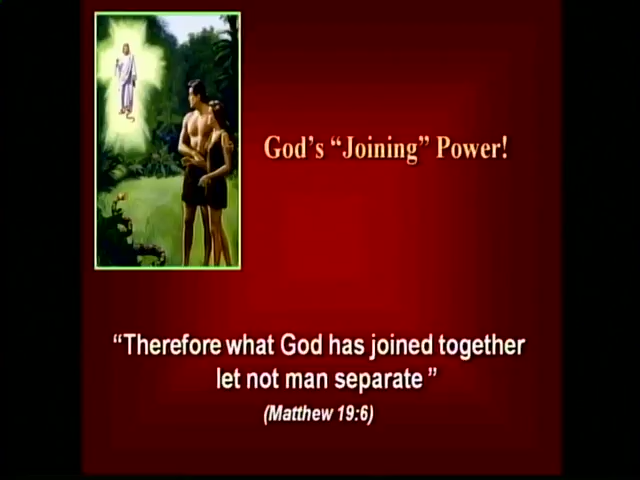 God's “Joining” Power!
“Therefore what God has joined together
let not man separate ”
(Matthew 19:6)